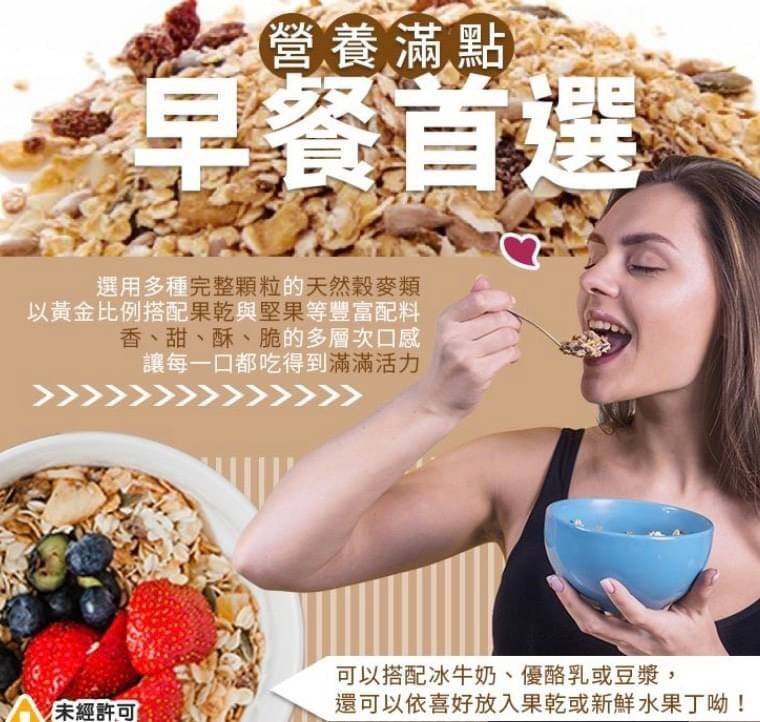 營養滿點
早餐首選
選用多種完整顆粒的天然穀麥類
以黃金比例搭配果乾與堅果等豐富配料
香、甜、酥、脆的多層次口感
讓每一口都吃得到滿滿活力
可以搭配冰牛奶、優酪乳或豆漿，
還可以依喜好放入果乾或新鮮水果丁呦！
未經許可